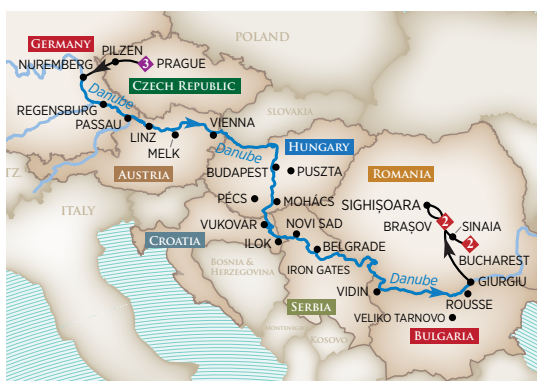 GERMANY
PILZEN
POLAND
NUREMBERG
3
PRAGUE
CZECH REPUBLIC
Danube
REGENSBURG
PASSAU
LINZ
MELK
VIENNA
SLOVAKIA
Danube
HUNGARY
BUDAPEST
PUSZTA
AUSTRIA
ROMANIA
ITALY
PÉCS
MOHÁCS
SIGHIȘOARA
VUKOVAR
NOVI SAD
BRAȘOV
2
SINAIA
CROATIA
ILOK
BELGRADE
2
BUCHAREST
BOSNIA &
HERZEGOVINA
IRON GATES
Danube
GIURGIU
VIDIN
ROUSSE
SERBIA
VELIKO TARNOVO
MONTENEGRO
KOSOVO
BULGARIA